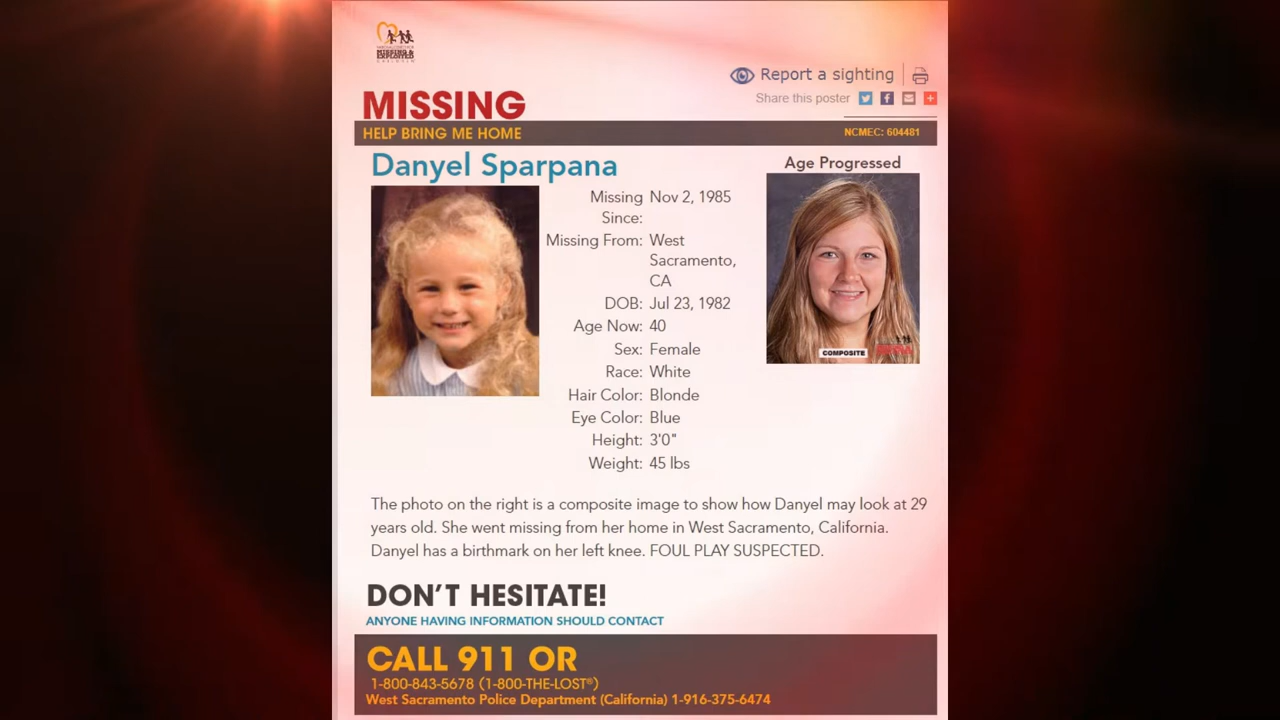 MISSING &
EXPLOITED
CHILDREN
Report a sighting
Share this poster
MISSING
HELP BRING ME HOME
NCMEC: 604481
Danyel Sparpana
Age Progressed
Missing Since: Nov 2, 1985
Missing From: West Sacramento, CA
DOB: Jul 23, 1982
Age Now: 40
Sex: Female
Race: White
Hair Color: Blonde
Eye Color: Blue
Height: 3'0"
Weight: 45 lbs
COMPOSITE
The photo on the right is a composite image to show how Danyel may look at 29
years old. She went missing from her home in West Sacramento, California.
Danyel has a birthmark on her left knee. FOUL PLAY SUSPECTED.
DON'T HESITATE!
ANYONE HAVING INFORMATION SHOULD CONTACT
CALL 911 OR
1-800-843-5678 (1-800-THE-LOST®)
West Sacramento Police Department (California) 1-916-375-6474